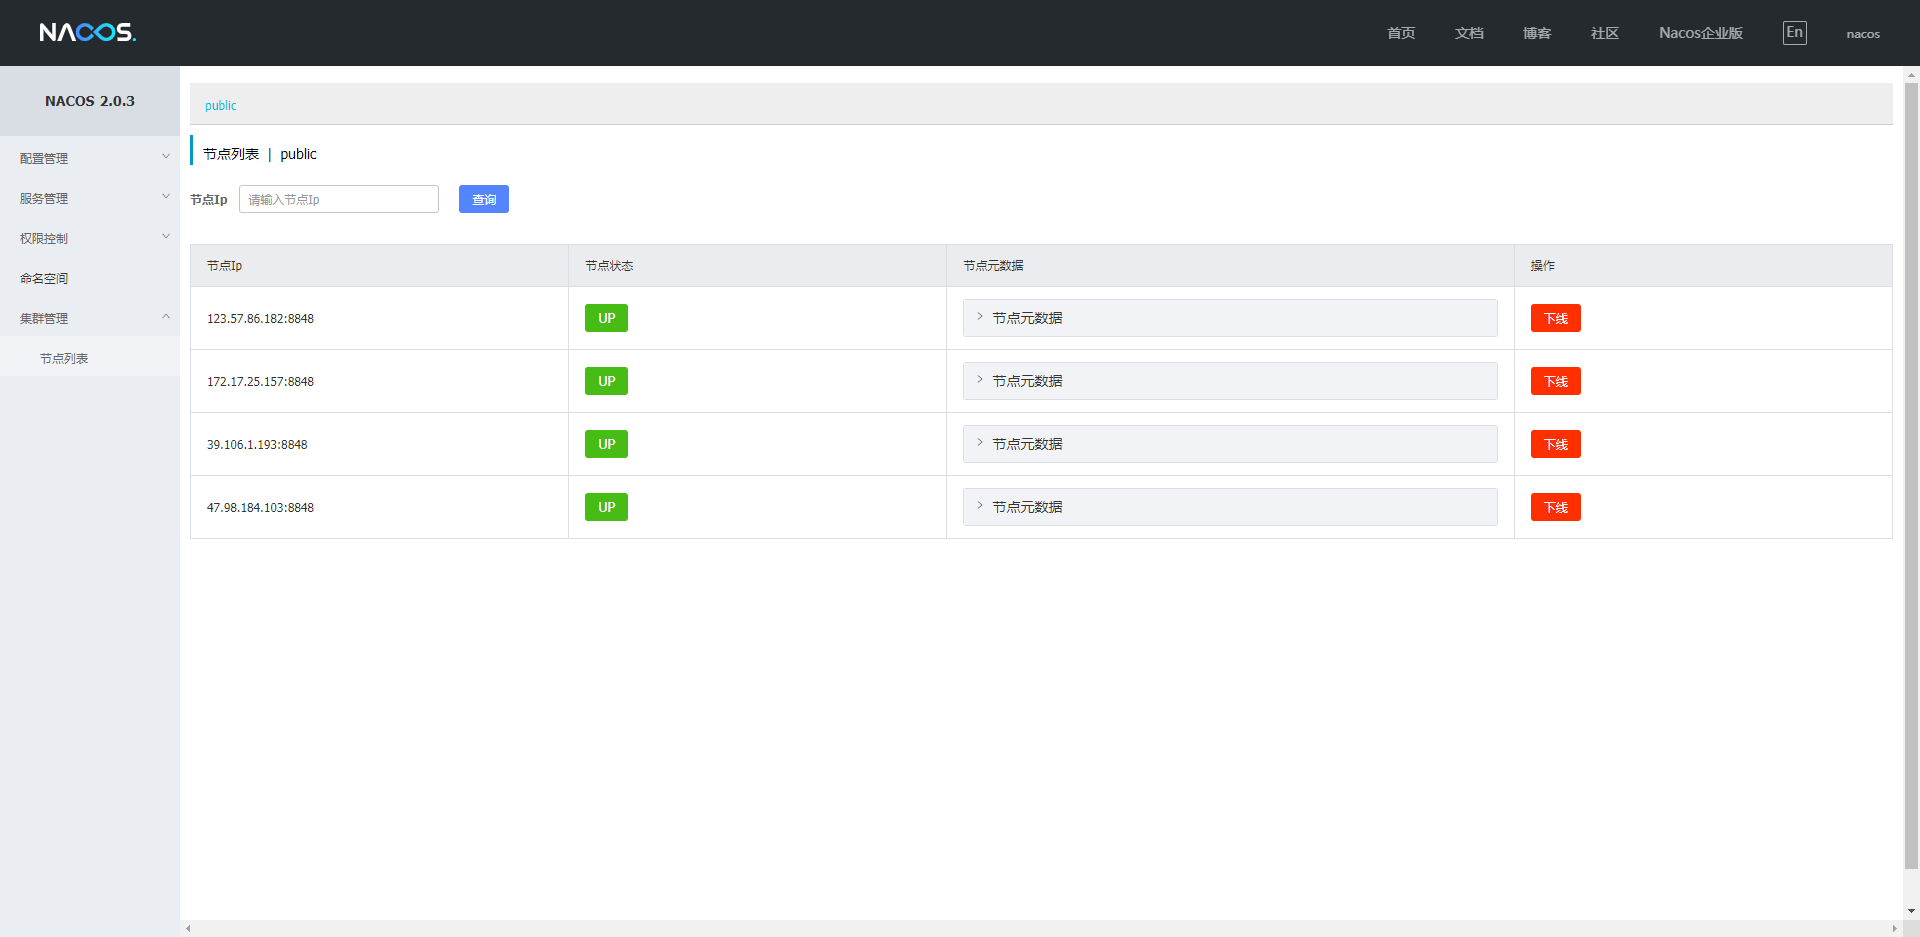 NACOS.
首页 文档 博客 社区 Nacos企业版 En nacos
NACOS 2.0.3
配置管理
服务管理
权限控制
命名空间
集群管理
节点列表
public
节点列表 | public
节点Ip 请输入节点Ip 查询
节点Ip 节点状态 节点元数据 操作
123.57.86.182:8848 UP 节点元数据 下线
172.17.25.157:8848 UP 节点元数据 下线
39.106.1.193:8848 UP 节点元数据 下线
47.98.184.103:8848 UP 节点元数据 下线